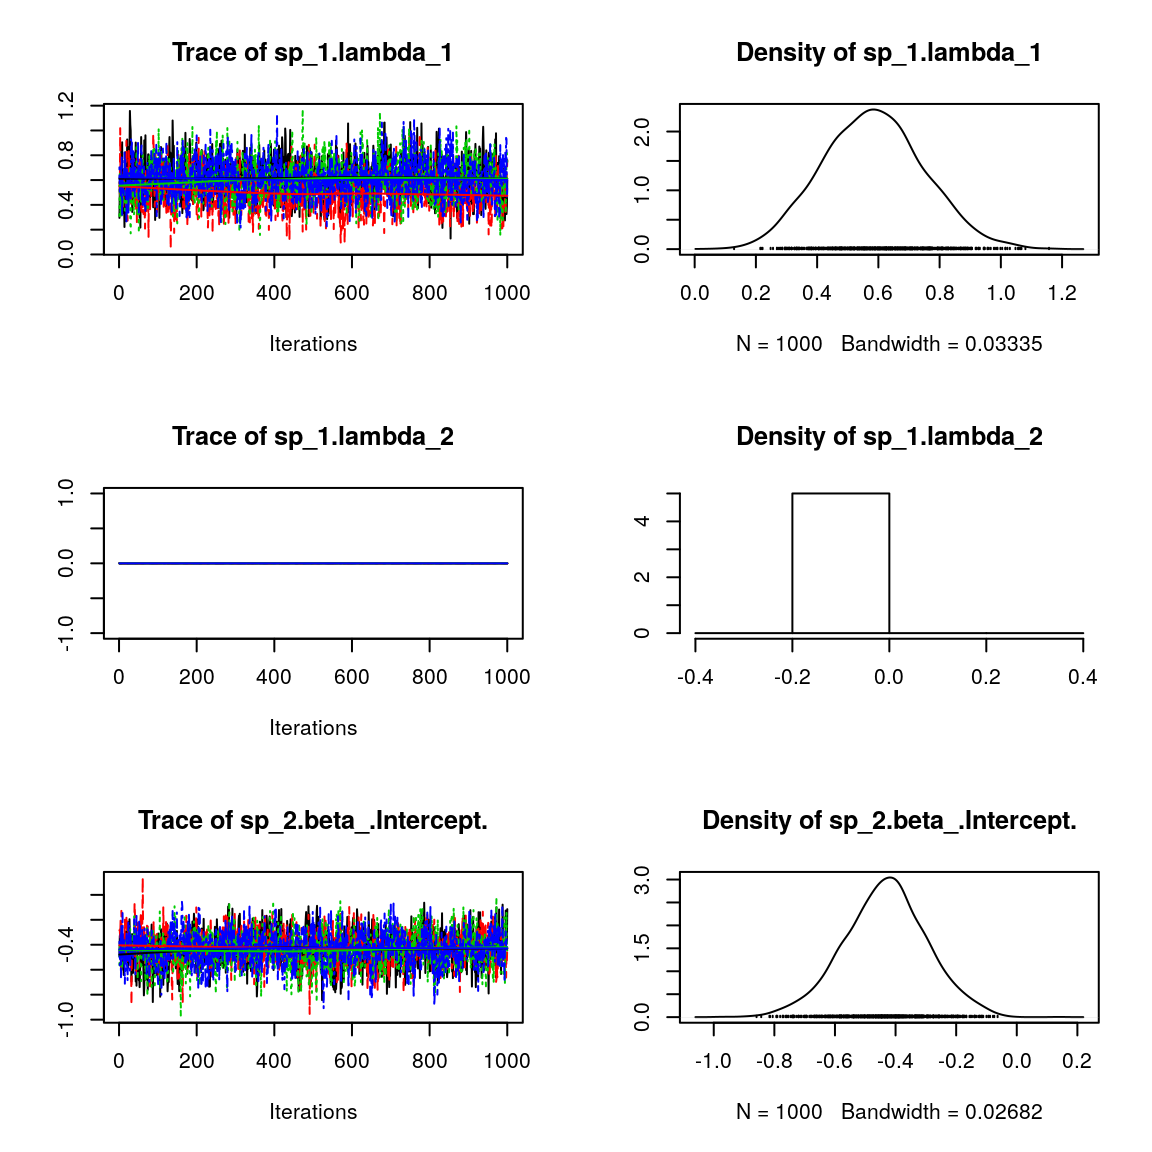 Trace of sp_1.lambda_1
Density of sp_1.lambda_1
0.0 0.4 0.8 1.2
0 200 400 600 800 1000
Iterations
0.0 1.0 2.0
0.0 0.2 0.4 0.6 0.8 1.0 1.2
N = 1000 Bandwidth = 0.03335
Trace of sp_1.lambda_2
Density of sp_1.lambda_2
-1.0 0.0 1.0
0 200 400 600 800 1000
Iterations
0 2 4
-0.4 -0.2 0.0 0.2 0.4
Trace of sp_2.beta_.Intercept.
Density of sp_2.beta_.Intercept.
-1.0 -0.4
0 200 400 600 800 1000
Iterations
0.0 1.5 3.0
-1.0 -0.8 -0.6 -0.4 -0.2 0.0 0.2
N = 1000 Bandwidth = 0.02682